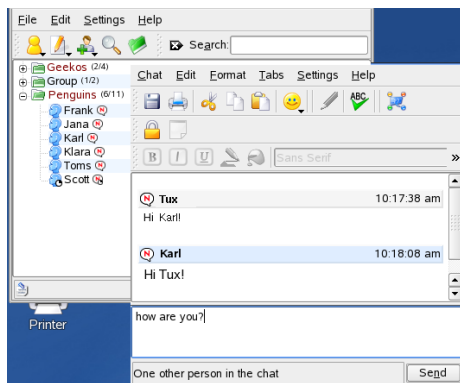 File Edit Settings Help
Search:
Geekos (2/4)
Group (1/2)
Penguins (6/11)
Frank N
Jana N
Karl N
Klara N
Toms N
Scott N
Chat Edit Format Tabs Settings Help
ABC
B I U Sans Serif »
N Tux 10:17:38 am
Hi Karl!
N Karl 10:18:08 am
Hi Tux!
how are you?
One other person in the chat Send
Printer